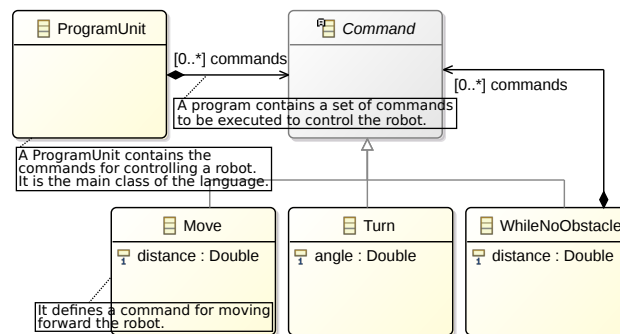 ProgramUnit
Command
[0..*] commands
[0..*] commands
A program contains a set of commands
to be executed to control the robot.
A ProgramUnit contains the
commands for controlling a robot.
It is the main class of the language.
Move
Turn
WhileNoObstacle
distance : Double
angle : Double
distance : Double
It defines a command for moving
forward the robot.